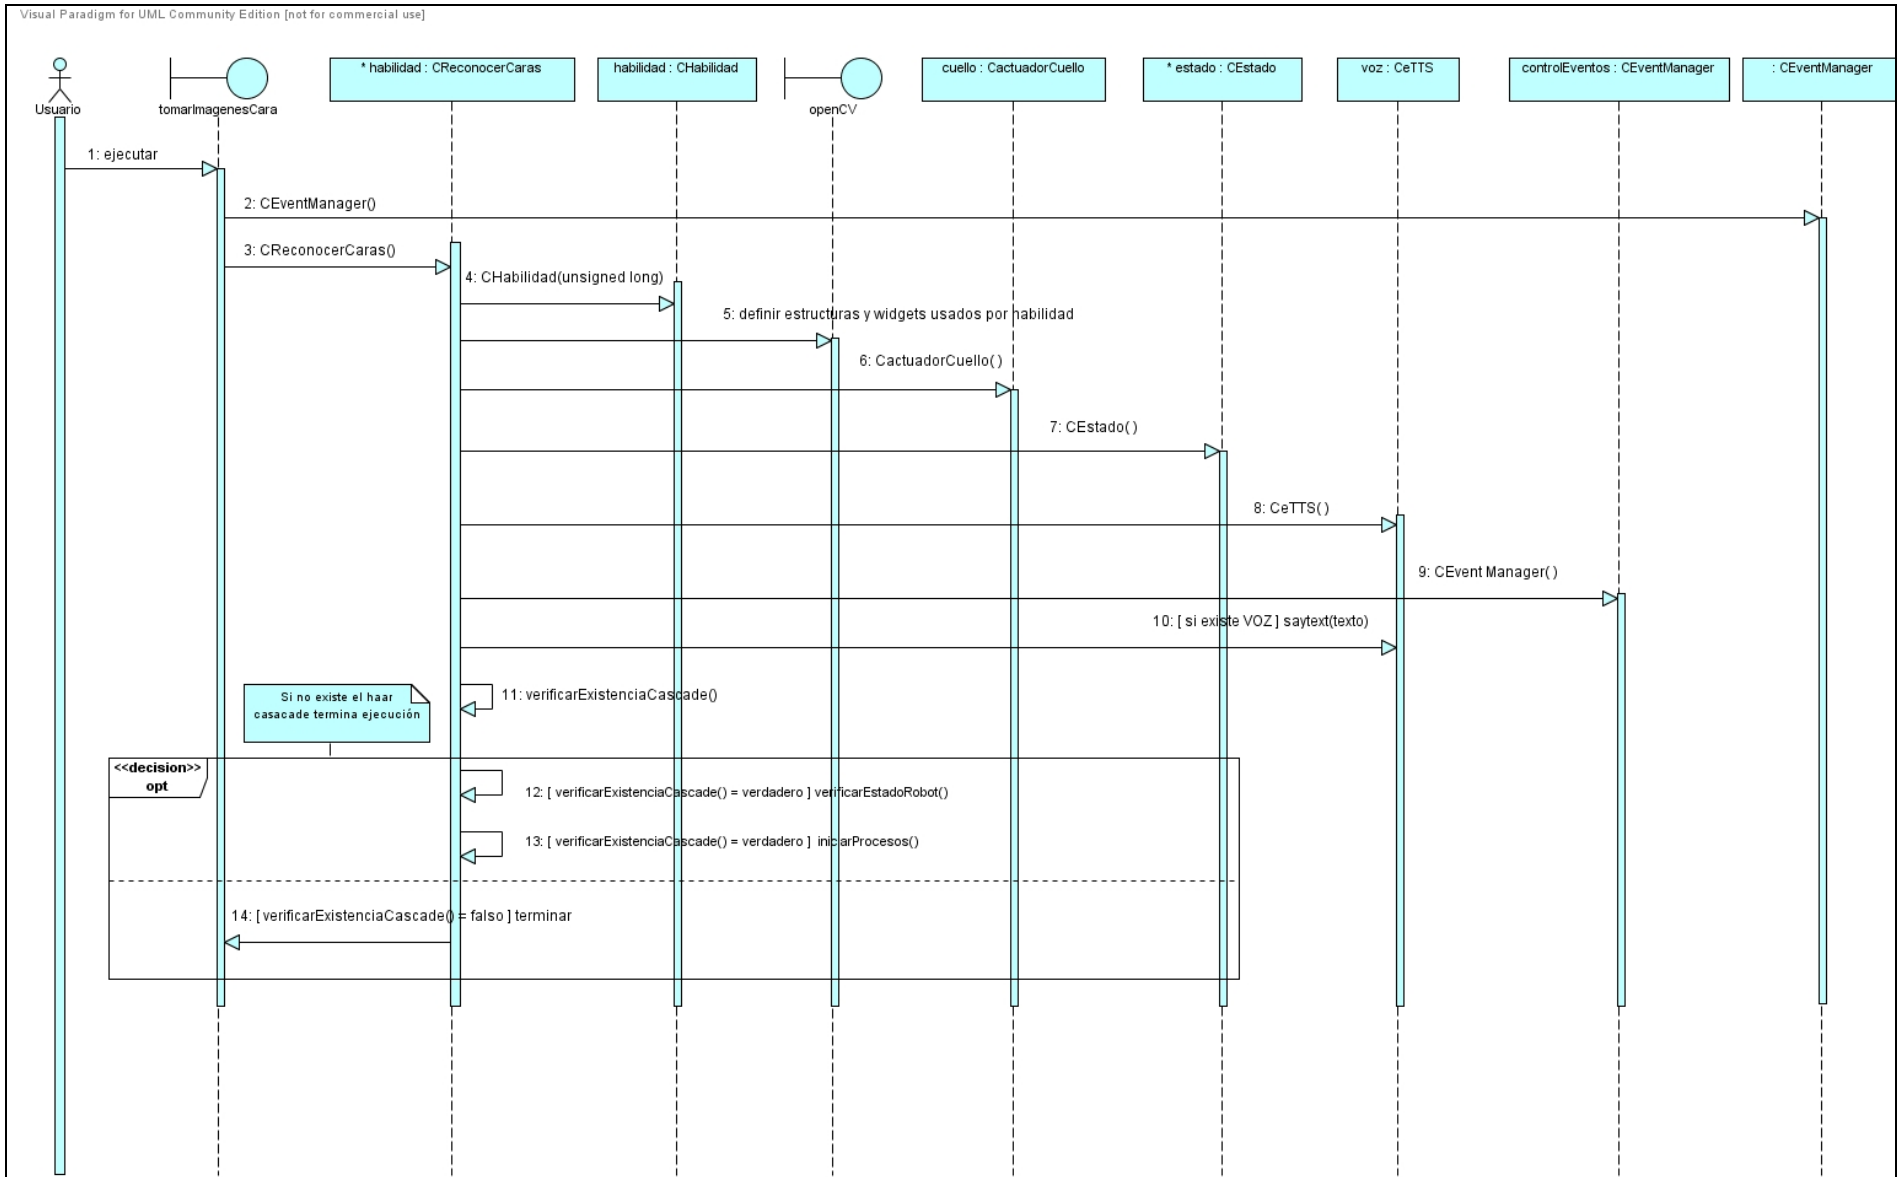 Visual Paradigm for UML Community Edition [not for commercial use]
Usuario
tomarImagenesCara
* habilidad : CReconocerCaras
habilidad : CHabilidad
openCV
cuello : CactuadorCuello
* estado : CEstado
voz : CeTTS
controlEventos : CEventManager
: CEventManager
1: ejecutar
2: CEventManager()
3: CReconocerCaras()
4: CHabilidad(unsigned long)
5: definir estructuras y widgets usados por habilidad
6: CactuadorCuello( )
7: CEstado( )
8: CeTTS( )
9: CEvent Manager( )
10: [ si existe VOZ ] saytext(texto)
11: verificarExistenciaCascade()
Si no existe el haar
casacade termina ejecución
<<decision>>
opt
12: [ verificarExistenciaCascade() = verdadero ] verificarEstadoRobot()
13: [ verificarExistenciaCascade() = verdadero ] iniciarProcesos()
14: [ verificarExistenciaCascade() = falso ] terminar